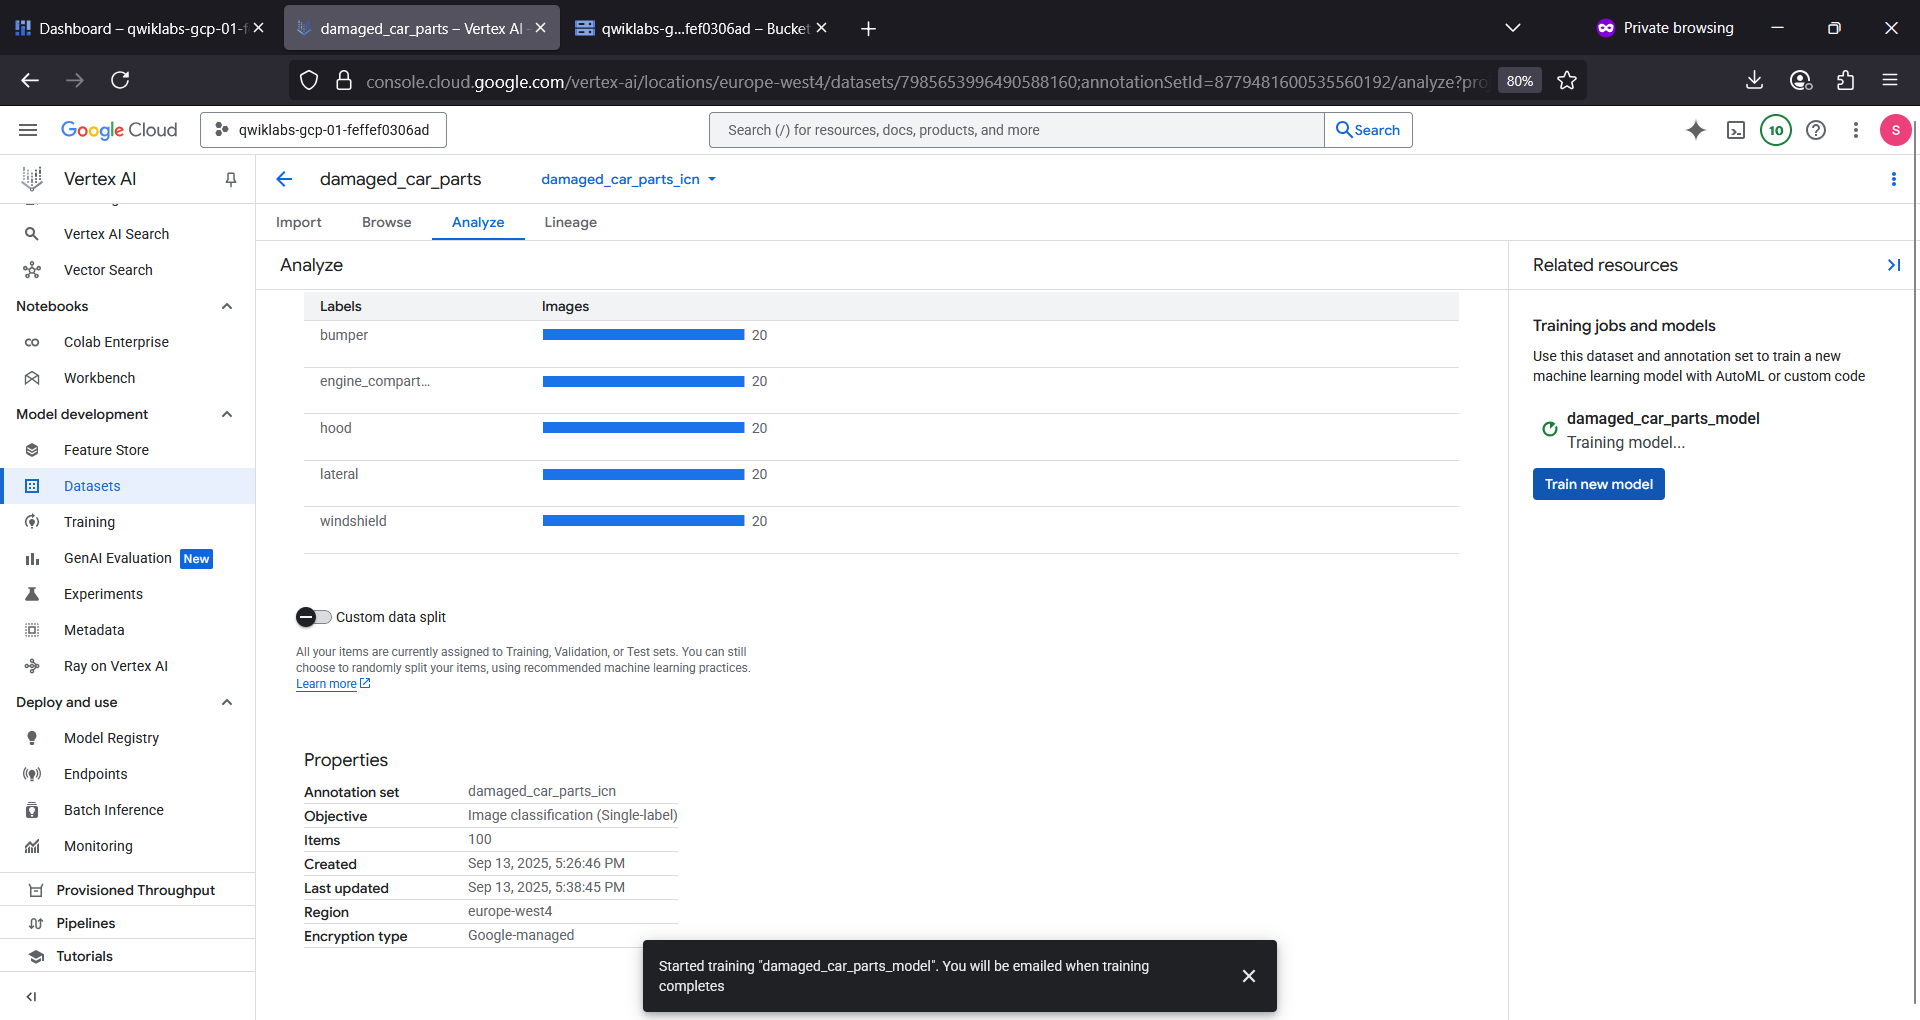 Dashboard – qwiklabs-gcp-01-f
damaged_car_parts – Vertex AI -
qwiklabs-g...fef0306ad – Bucket
Private browsing
console.cloud.google.com/vertex-ai/locations/europe-west4/datasets/7985653996490588160;annotationSetId=8779481600535560192/analyze?pro
80%
Google Cloud
qwiklabs-gcp-01-feffef0306ad
Search (/) for resources, docs, products, and more
Search
10
S
Vertex AI
damaged_car_parts
damaged_car_parts_icn
Import
Browse
Analyze
Lineage
Vertex AI Search
Vector Search
Notebooks
Colab Enterprise
Workbench
Model development
Feature Store
Datasets
Training
GenAI Evaluation New
Experiments
Metadata
Ray on Vertex AI
Deploy and use
Model Registry
Endpoints
Batch Inference
Monitoring
Provisioned Throughput
Pipelines
Tutorials
Analyze
Labels Images
bumper 20
engine_compart... 20
hood 20
lateral 20
windshield 20
Custom data split
All your items are currently assigned to Training, Validation, or Test sets. You can still
choose to randomly split your items, using recommended machine learning practices.
Learn more
Properties
Annotation set damaged_car_parts_icn
Objective Image classification (Single-label)
Items 100
Created Sep 13, 2025, 5:26:46 PM
Last updated Sep 13, 2025, 5:38:45 PM
Region europe-west4
Encryption type Google-managed
Related resources
Training jobs and models
Use this dataset and annotation set to train a new
machine learning model with AutoML or custom code
damaged_car_parts_model
Training model...
Train new model
Started training "damaged_car_parts_model". You will be emailed when training
completes